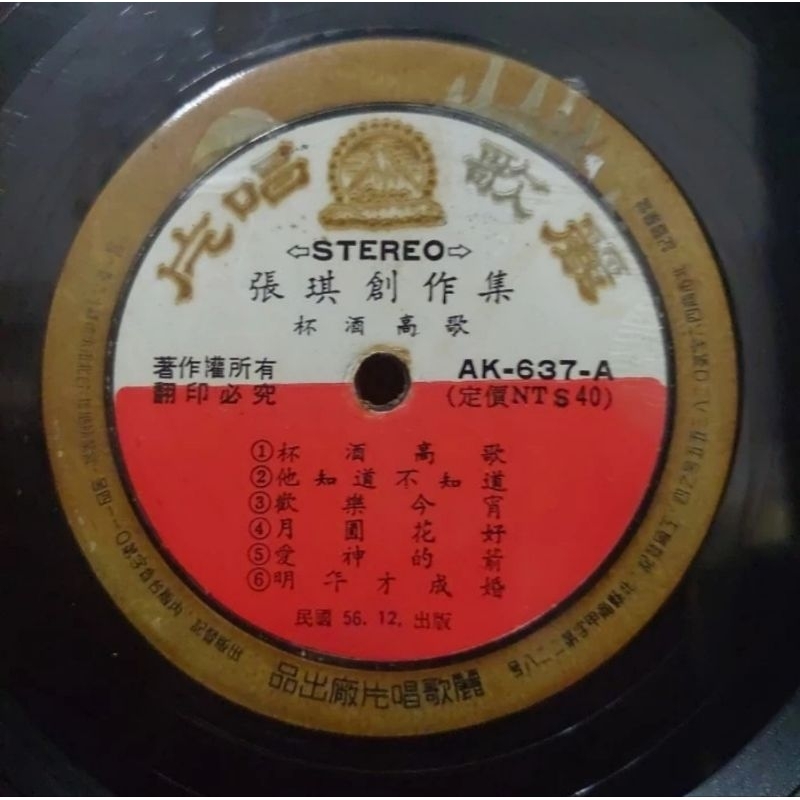 麗歌唱片
⇦STEREO⇨
張琪創作集
杯酒高歌
著作權所有
翻印必究
AK-637-A
(定價NTS40)
①杯酒高歌
②他知道不知道
③歡樂今宵
④月圓花好
⑤愛神的箭
⑥明年才成婚
民國 56. 12. 出版
麗歌唱片廠出品